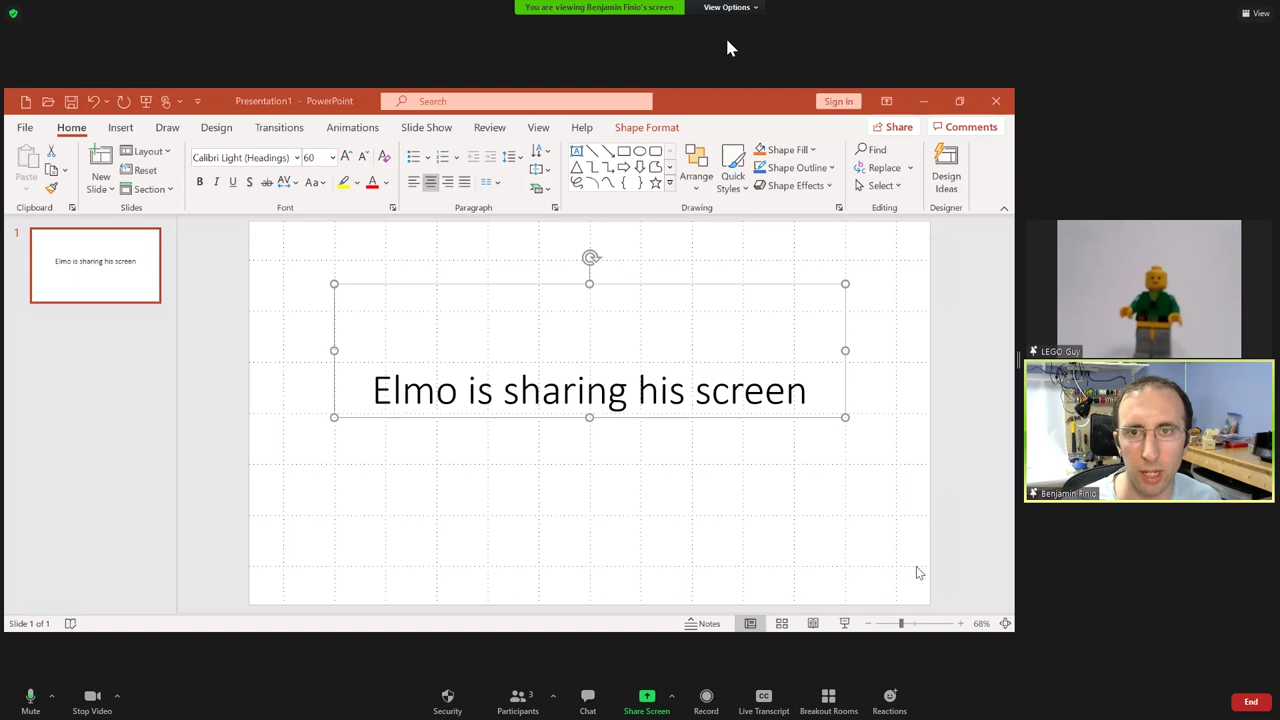 You are viewing Benjamin Finio's screen
View Options
View
Presentation1 - PowerPoint
Search
Sign in
File Home Insert Draw Design Transitions Animations Slide Show Review View Help Shape Format
Share Comments
Paste
New Slide
Layout
Reset
Section
Calibri Light (Headings) 60
Arrange
Quick Styles
Shape Fill
Shape Outline
Shape Effects
Find
Replace
Select
Design Ideas
Clipboard Slides Font Paragraph Drawing Editing Designer
1
Elmo is sharing his screen
Elmo is sharing his screen
LEGO Guy
Benjamin Finio
Slide 1 of 1
Notes
68%
Mute
Stop Video
Security
Participants 3
Chat
Share Screen
Record
Live Transcript
Breakout Rooms
Reactions
End